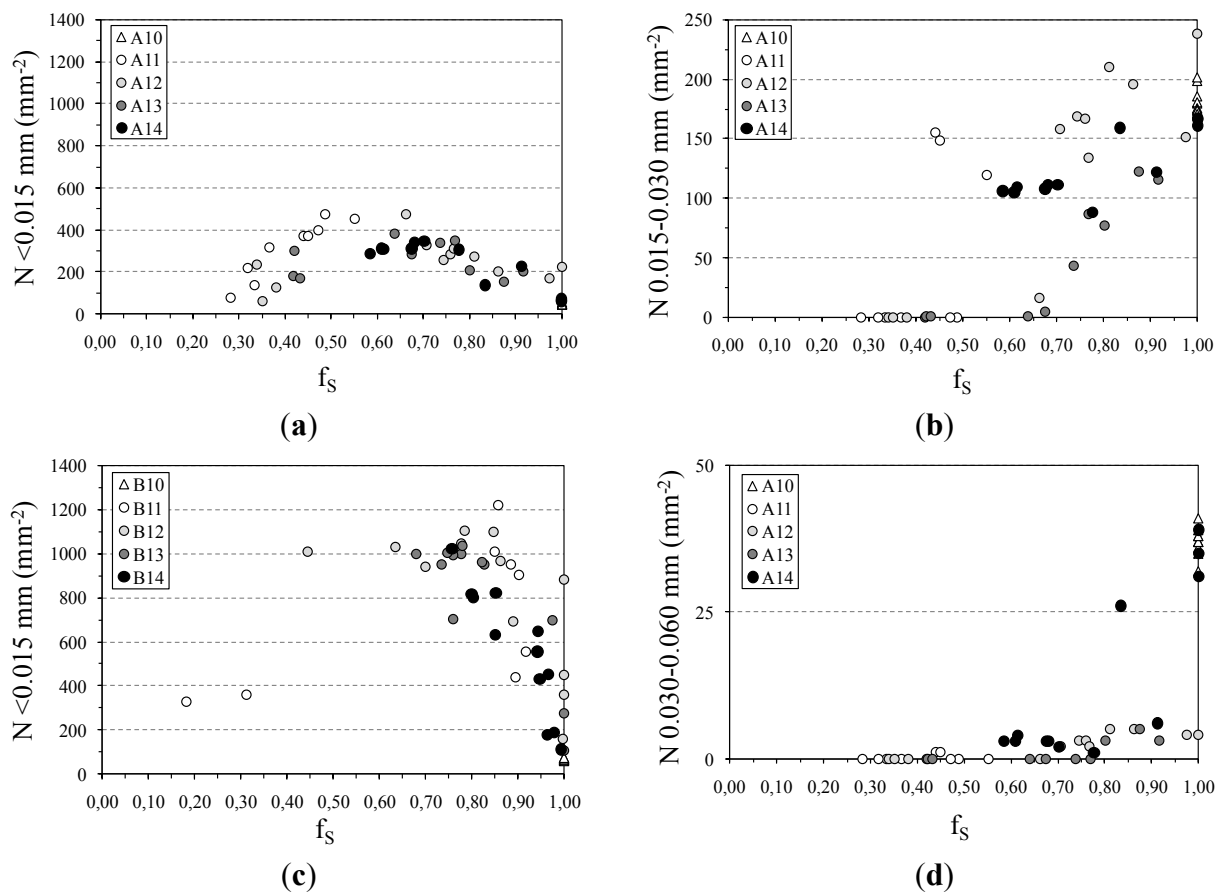 N <0.015 mm (mm-2)
1400
1200
1000
800
600
400
200
0
A10
A11
A12
A13
A14
0,00 0,10 0,20 0,30 0,40 0,50 0,60 0,70 0,80 0,90 1,00
fS
(a)
N 0.015-0.030 mm (mm-2)
250
200
150
100
50
0
A10
A11
A12
A13
A14
0,00 0,10 0,20 0,30 0,40 0,50 0,60 0,70 0,80 0,90 1,00
fS
(b)
N <0.015 mm (mm-2)
1400
1200
1000
800
600
400
200
0
B10
B11
B12
B13
B14
0,00 0,10 0,20 0,30 0,40 0,50 0,60 0,70 0,80 0,90 1,00
fS
(c)
N 0.030-0.060 mm (mm-2)
50
25
0
A10
A11
A12
A13
A14
0,00 0,10 0,20 0,30 0,40 0,50 0,60 0,70 0,80 0,90 1,00
fS
(d)